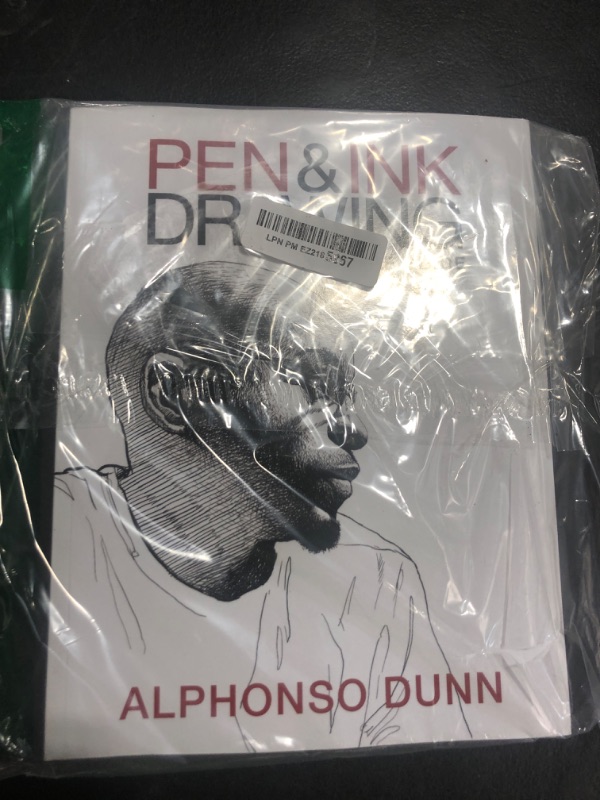 PEN & INK
DRAWING
LPN PM
ALPHONSO DUNN